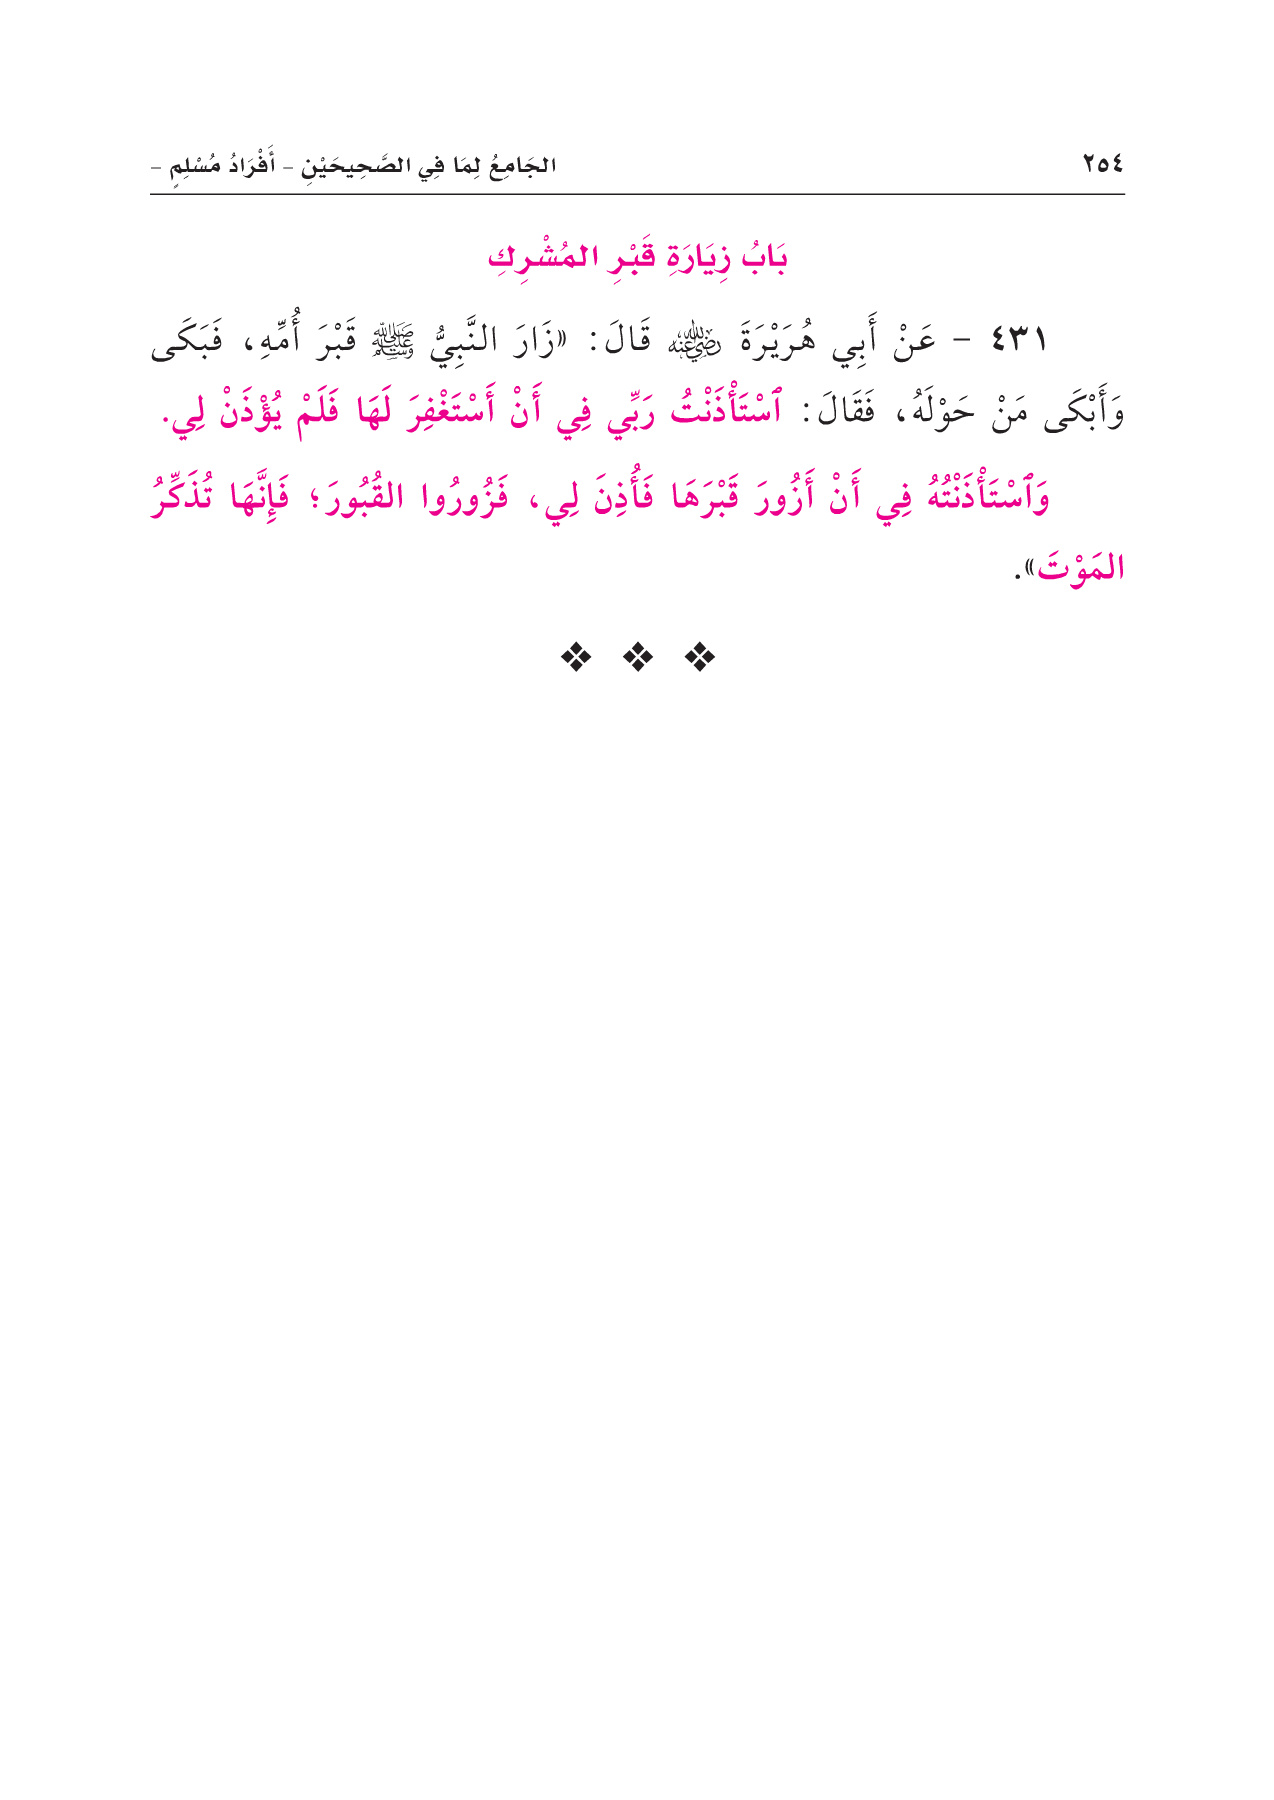 ٢٥٤ الجَامِعُ لِمَا فِي الصَّحِيحَيْنِ – أَفْرَادُ مُسْلِمٍ –
بَابُ زِيَارَةِ قَبْرِ المُشْرِكِ
٤٣١ – عَنْ أَبِي هُرَيْرَةَ رضي الله عنه قَالَ: «زَارَ النَّبِيُّ ﷺ قَبْرَ أُمِّهِ، فَبَكَى
وَأَبْكَى مَنْ حَوْلَهُ، فَقَالَ: ٱسْتَأْذَنْتُ رَبِّي فِي أَنْ أَسْتَغْفِرَ لَهَا فَلَمْ يُؤْذَنْ لِي.
وَٱسْتَأْذَنْتُهُ فِي أَنْ أَزُورَ قَبْرَهَا فَأُذِنَ لِي، فَزُورُوا القُبُورَ؛ فَإِنَّهَا تُذَكِّرُ
المَوْتَ».